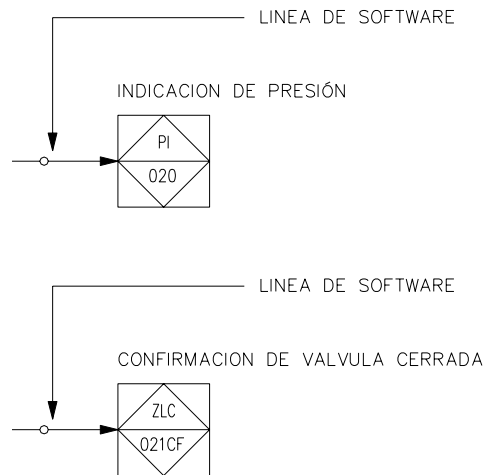 LINEA DE SOFTWARE
INDICACION DE PRESIÓN
PI
020
LINEA DE SOFTWARE
CONFIRMACION DE VALVULA CERRADA
ZLC
021CF